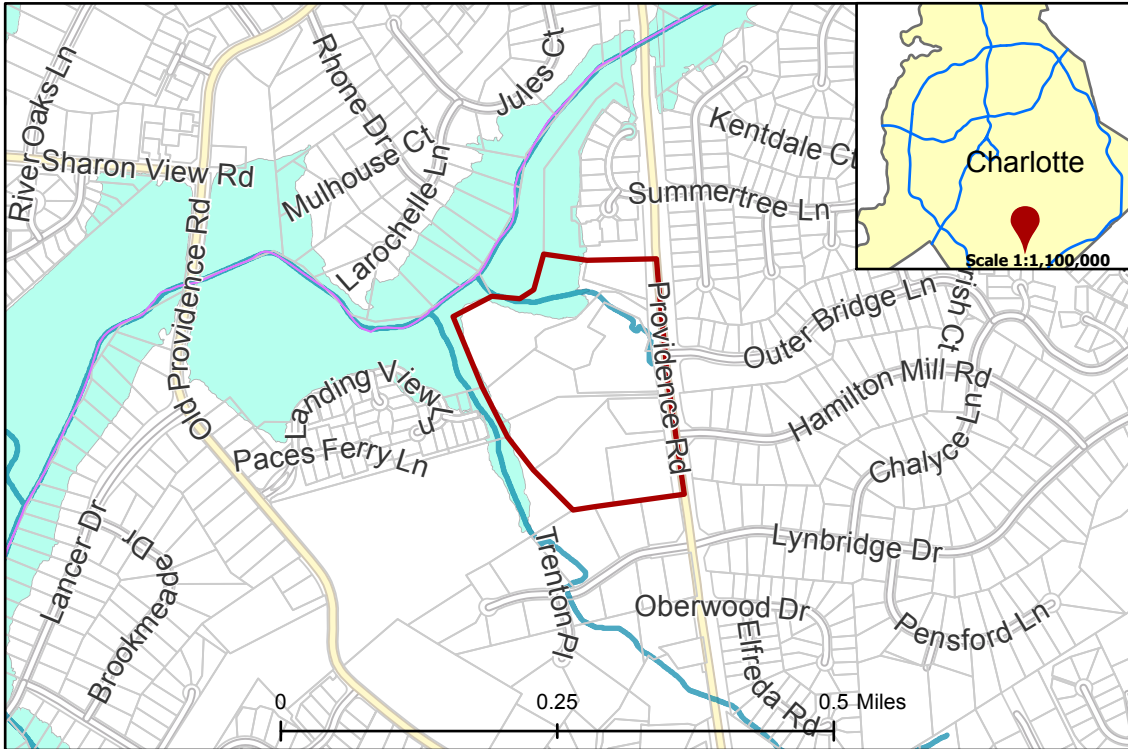 River Oaks Ln
Sharon View Rd
Old Providence Rd
Rhone Dr
Mulhouse Ct
Larochelle Ln
Jules Ct
Kentdale Ct
Summertree Ln
Charlotte
Scale 1:1,100,000
Providence Rd
Outer Bridge Ln
rish Ct
Hamilton Mill Rd
Chalyce Ln
Landing View Ln
Paces Ferry Ln
Lancer Dr
Brookmeade Dr
Trenton Pl
Lynbridge Dr
Oberwood Dr
Elfreda Rd
Pensford Ln
0 0.25 0.5 Miles